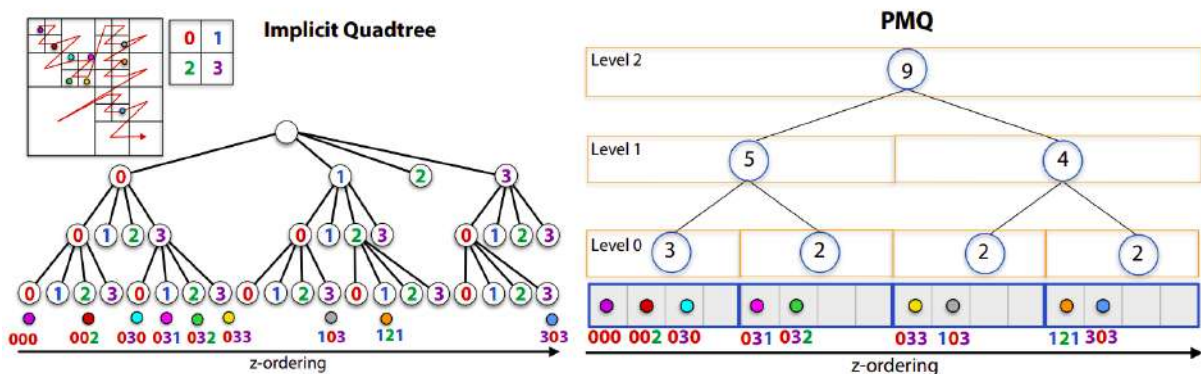 Implicit Quadtree
0 1
2 3
0 1 2 3
0 1 2 3 0 1 2 3 0 1 2 3
0 1 2 3 0 1 2 3 0 1 2 3 0 1 2 3 0 1 2 3
000 002 030 031 032 033 103 121 303
z-ordering
PMQ
Level 2
9
Level 1
5 4
Level 0
3 2 2 2
000 002 030 031 032 033 103 121 303
z-ordering